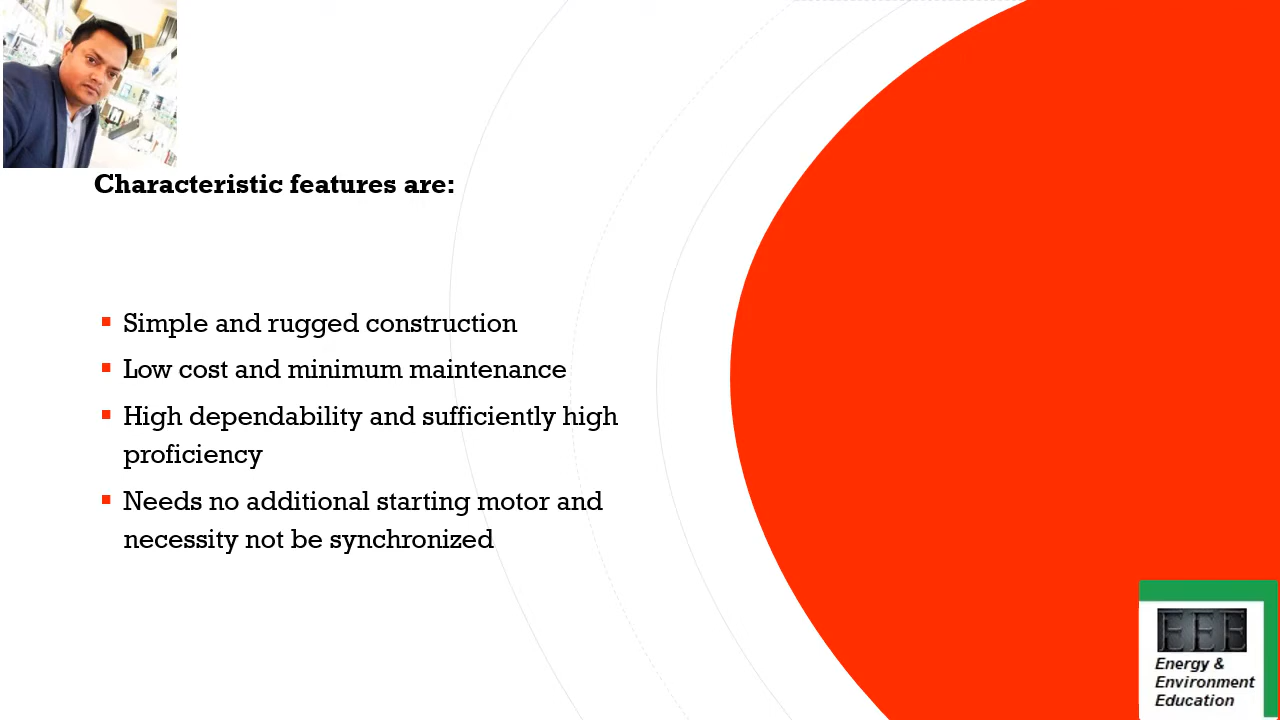 Characteristic features are:
Simple and rugged construction
Low cost and minimum maintenance
High dependability and sufficiently high
proficiency
Needs no additional starting motor and
necessity not be synchronized
EEE
Energy &
Environment
Education